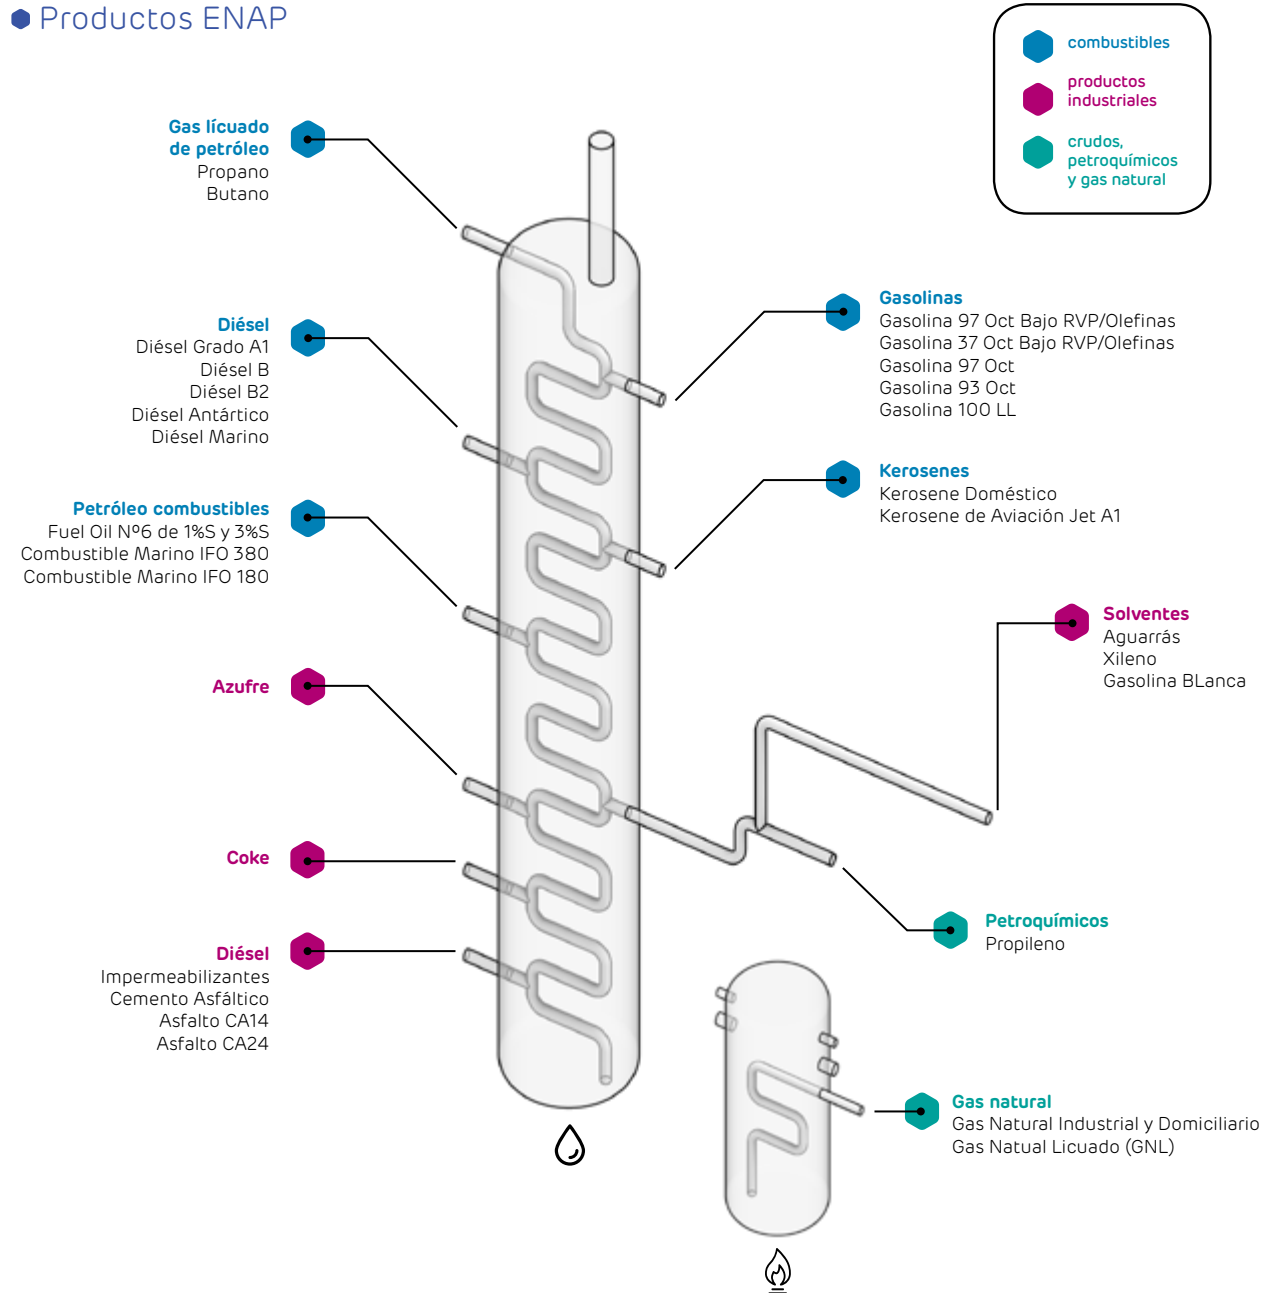 Productos ENAP
combustibles
productos
industriales
crudos,
petroquímicos
y gas natural
Gas lícuado
de petróleo
Propano
Butano
Diésel
Diésel Grado A1
Diésel B
Diésel B2
Diésel Antártico
Diésel Marino
Petróleo combustibles
Fuel Oil Nº6 de 1%S y 3%S
Combustible Marino IFO 380
Combustible Marino IFO 180
Azufre
Coke
Diésel
Impermeabilizantes
Cemento Asfáltico
Asfalto CA14
Asfalto CA24
Gasolinas
Gasolina 97 Oct Bajo RVP/Olefinas
Gasolina 37 Oct Bajo RVP/Olefinas
Gasolina 97 Oct
Gasolina 93 Oct
Gasolina 100 LL
Kerosenes
Kerosene Doméstico
Kerosene de Aviación Jet A1
Solventes
Aguarrás
Xileno
Gasolina BLanca
Petroquímicos
Propileno
Gas natural
Gas Natural Industrial y Domiciliario
Gas Natual Licuado (GNL)